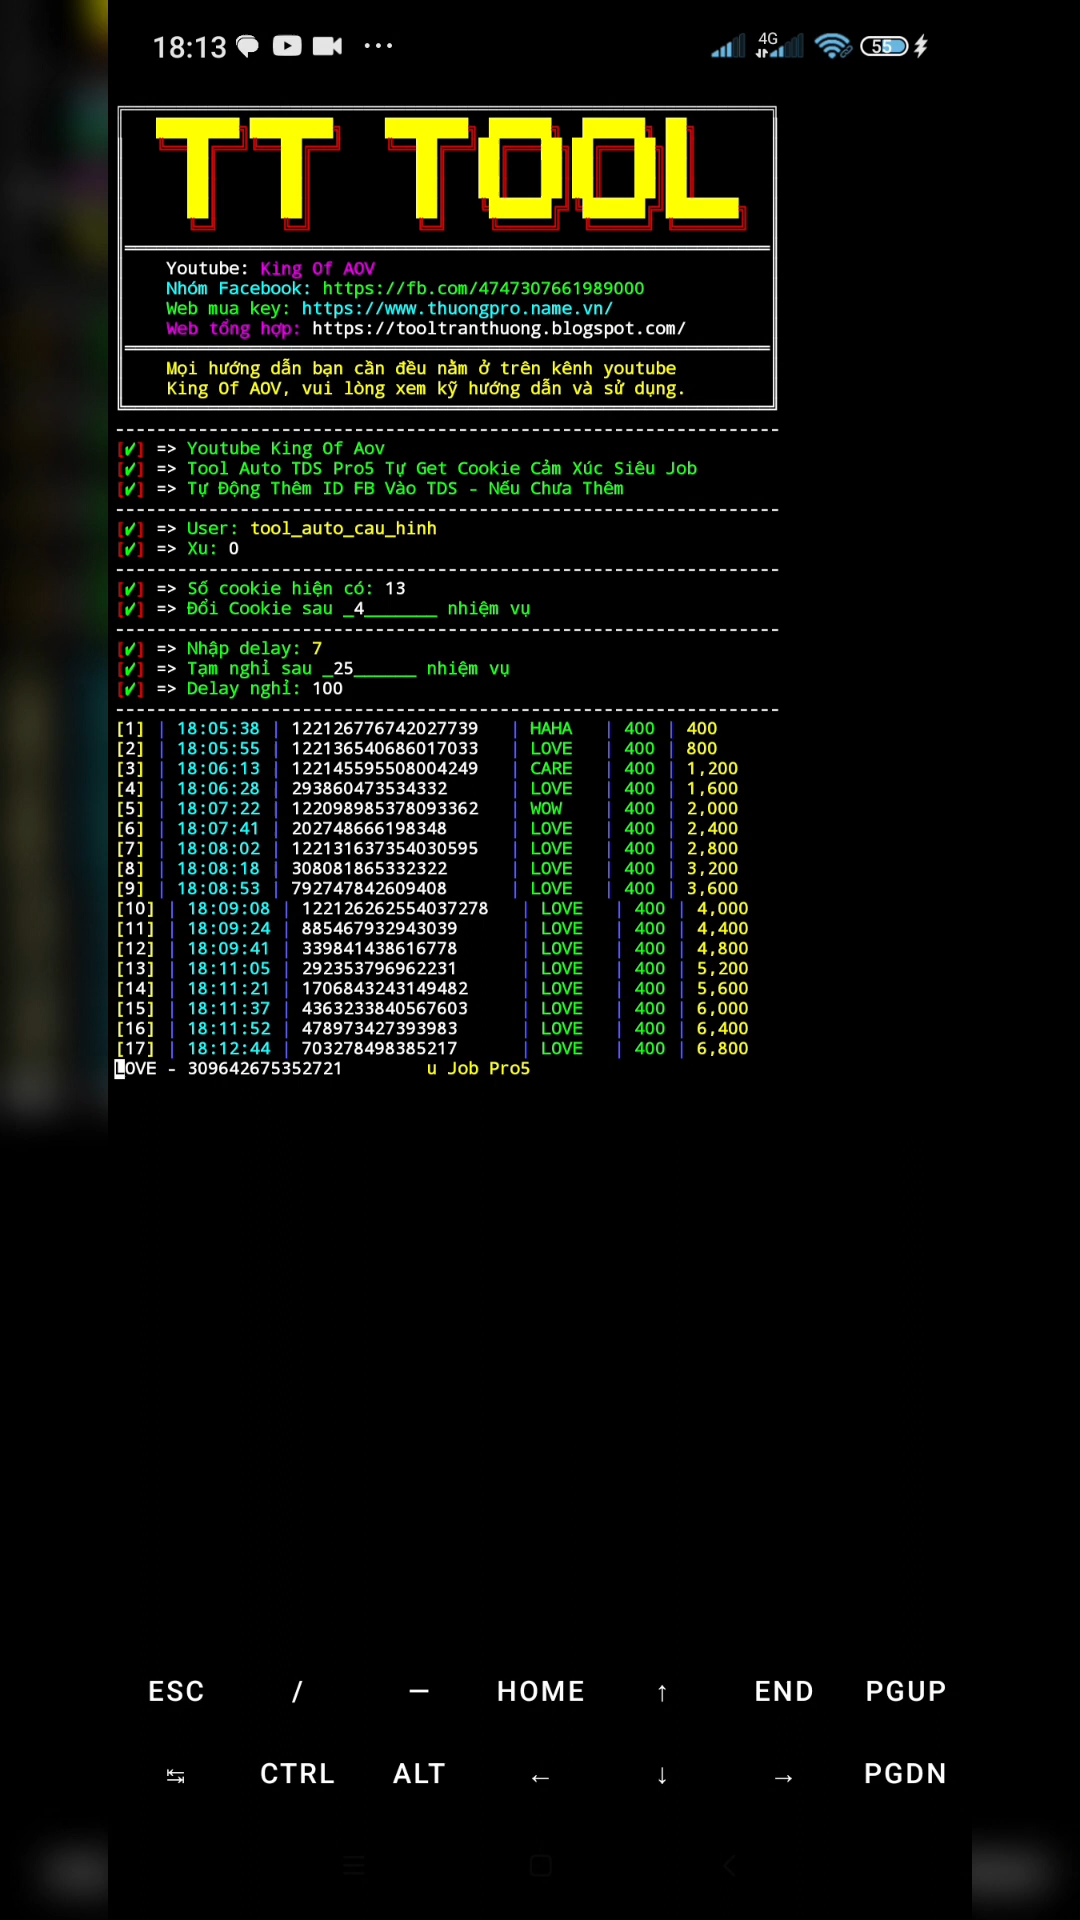 18:13
4G
55
TT TOOL
Youtube: King Of AOV
Nhóm Facebook: https://fb.com/4747307661989000
Web mua key: https://www.thuongpro.name.vn/
Web tổng hợp: https://tooltranthuong.blogspot.com/
Mọi hướng dẫn bạn cần đều nằm ở trên kênh youtube
King Of AOV, vui lòng xem kỹ hướng dẫn và sử dụng.
----------------------------------------------------------------
[✓] => Youtube King Of Aov
[✓] => Tool Auto TDS Pro5 Tự Get Cookie Cảm Xúc Siêu Job
[✓] => Tự Động Thêm ID FB Vào TDS - Nếu Chưa Thêm
----------------------------------------------------------------
[✓] => User: tool_auto_cau_hinh
[✓] => Xu: 0
----------------------------------------------------------------
[✓] => Số cookie hiện có: 13
[✓] => Đổi Cookie sau _4_______ nhiệm vụ
----------------------------------------------------------------
[✓] => Nhập delay: 7
[✓] => Tạm nghỉ sau _25______ nhiệm vụ
[✓] => Delay nghỉ: 100
----------------------------------------------------------------
[1] | 18:05:38 | 122126776742027739 | HAHA | 400 | 400
[2] | 18:05:55 | 122136540686017033 | LOVE | 400 | 800
[3] | 18:06:13 | 122145595508004249 | CARE | 400 | 1,200
[4] | 18:06:28 | 293860473534332 | LOVE | 400 | 1,600
[5] | 18:07:22 | 122098985378093362 | WOW | 400 | 2,000
[6] | 18:07:41 | 202748666198348 | LOVE | 400 | 2,400
[7] | 18:08:02 | 122131637354030595 | LOVE | 400 | 2,800
[8] | 18:08:18 | 308081865332322 | LOVE | 400 | 3,200
[9] | 18:08:53 | 792747842609408 | LOVE | 400 | 3,600
[10] | 18:09:08 | 122126262554037278 | LOVE | 400 | 4,000
[11] | 18:09:24 | 885467932943039 | LOVE | 400 | 4,400
[12] | 18:09:41 | 339841438616778 | LOVE | 400 | 4,800
[13] | 18:11:05 | 292353796962231 | LOVE | 400 | 5,200
[14] | 18:11:21 | 1706843243149482 | LOVE | 400 | 5,600
[15] | 18:11:37 | 4363233840567603 | LOVE | 400 | 6,000
[16] | 18:11:52 | 478973427393983 | LOVE | 400 | 6,400
[17] | 18:12:44 | 703278498385217 | LOVE | 400 | 6,800
LOVE - 309642675352721 u Job Pro5
ESC / — HOME ↑ END PGUP
↹ CTRL ALT ← ↓ → PGDN